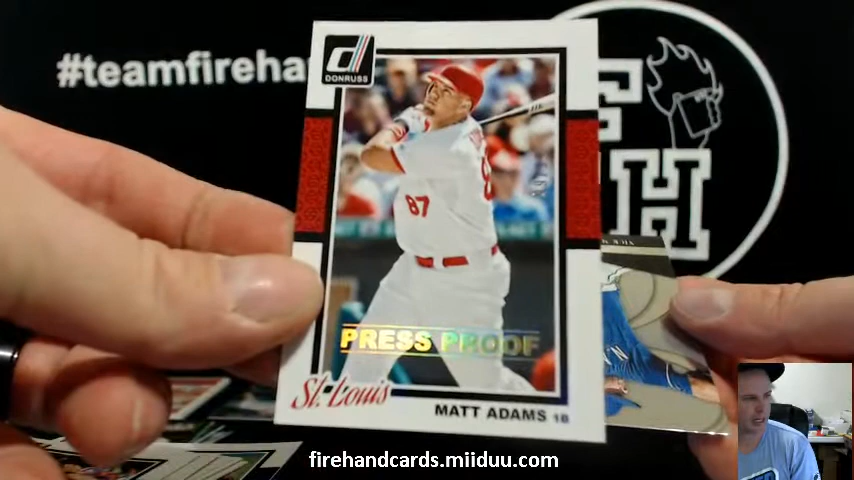 #teamfireha
DONRUSS
87
PRESS PROOF
St. Louis
MATT ADAMS 1B
F
H
firehandcards.miiduu.com